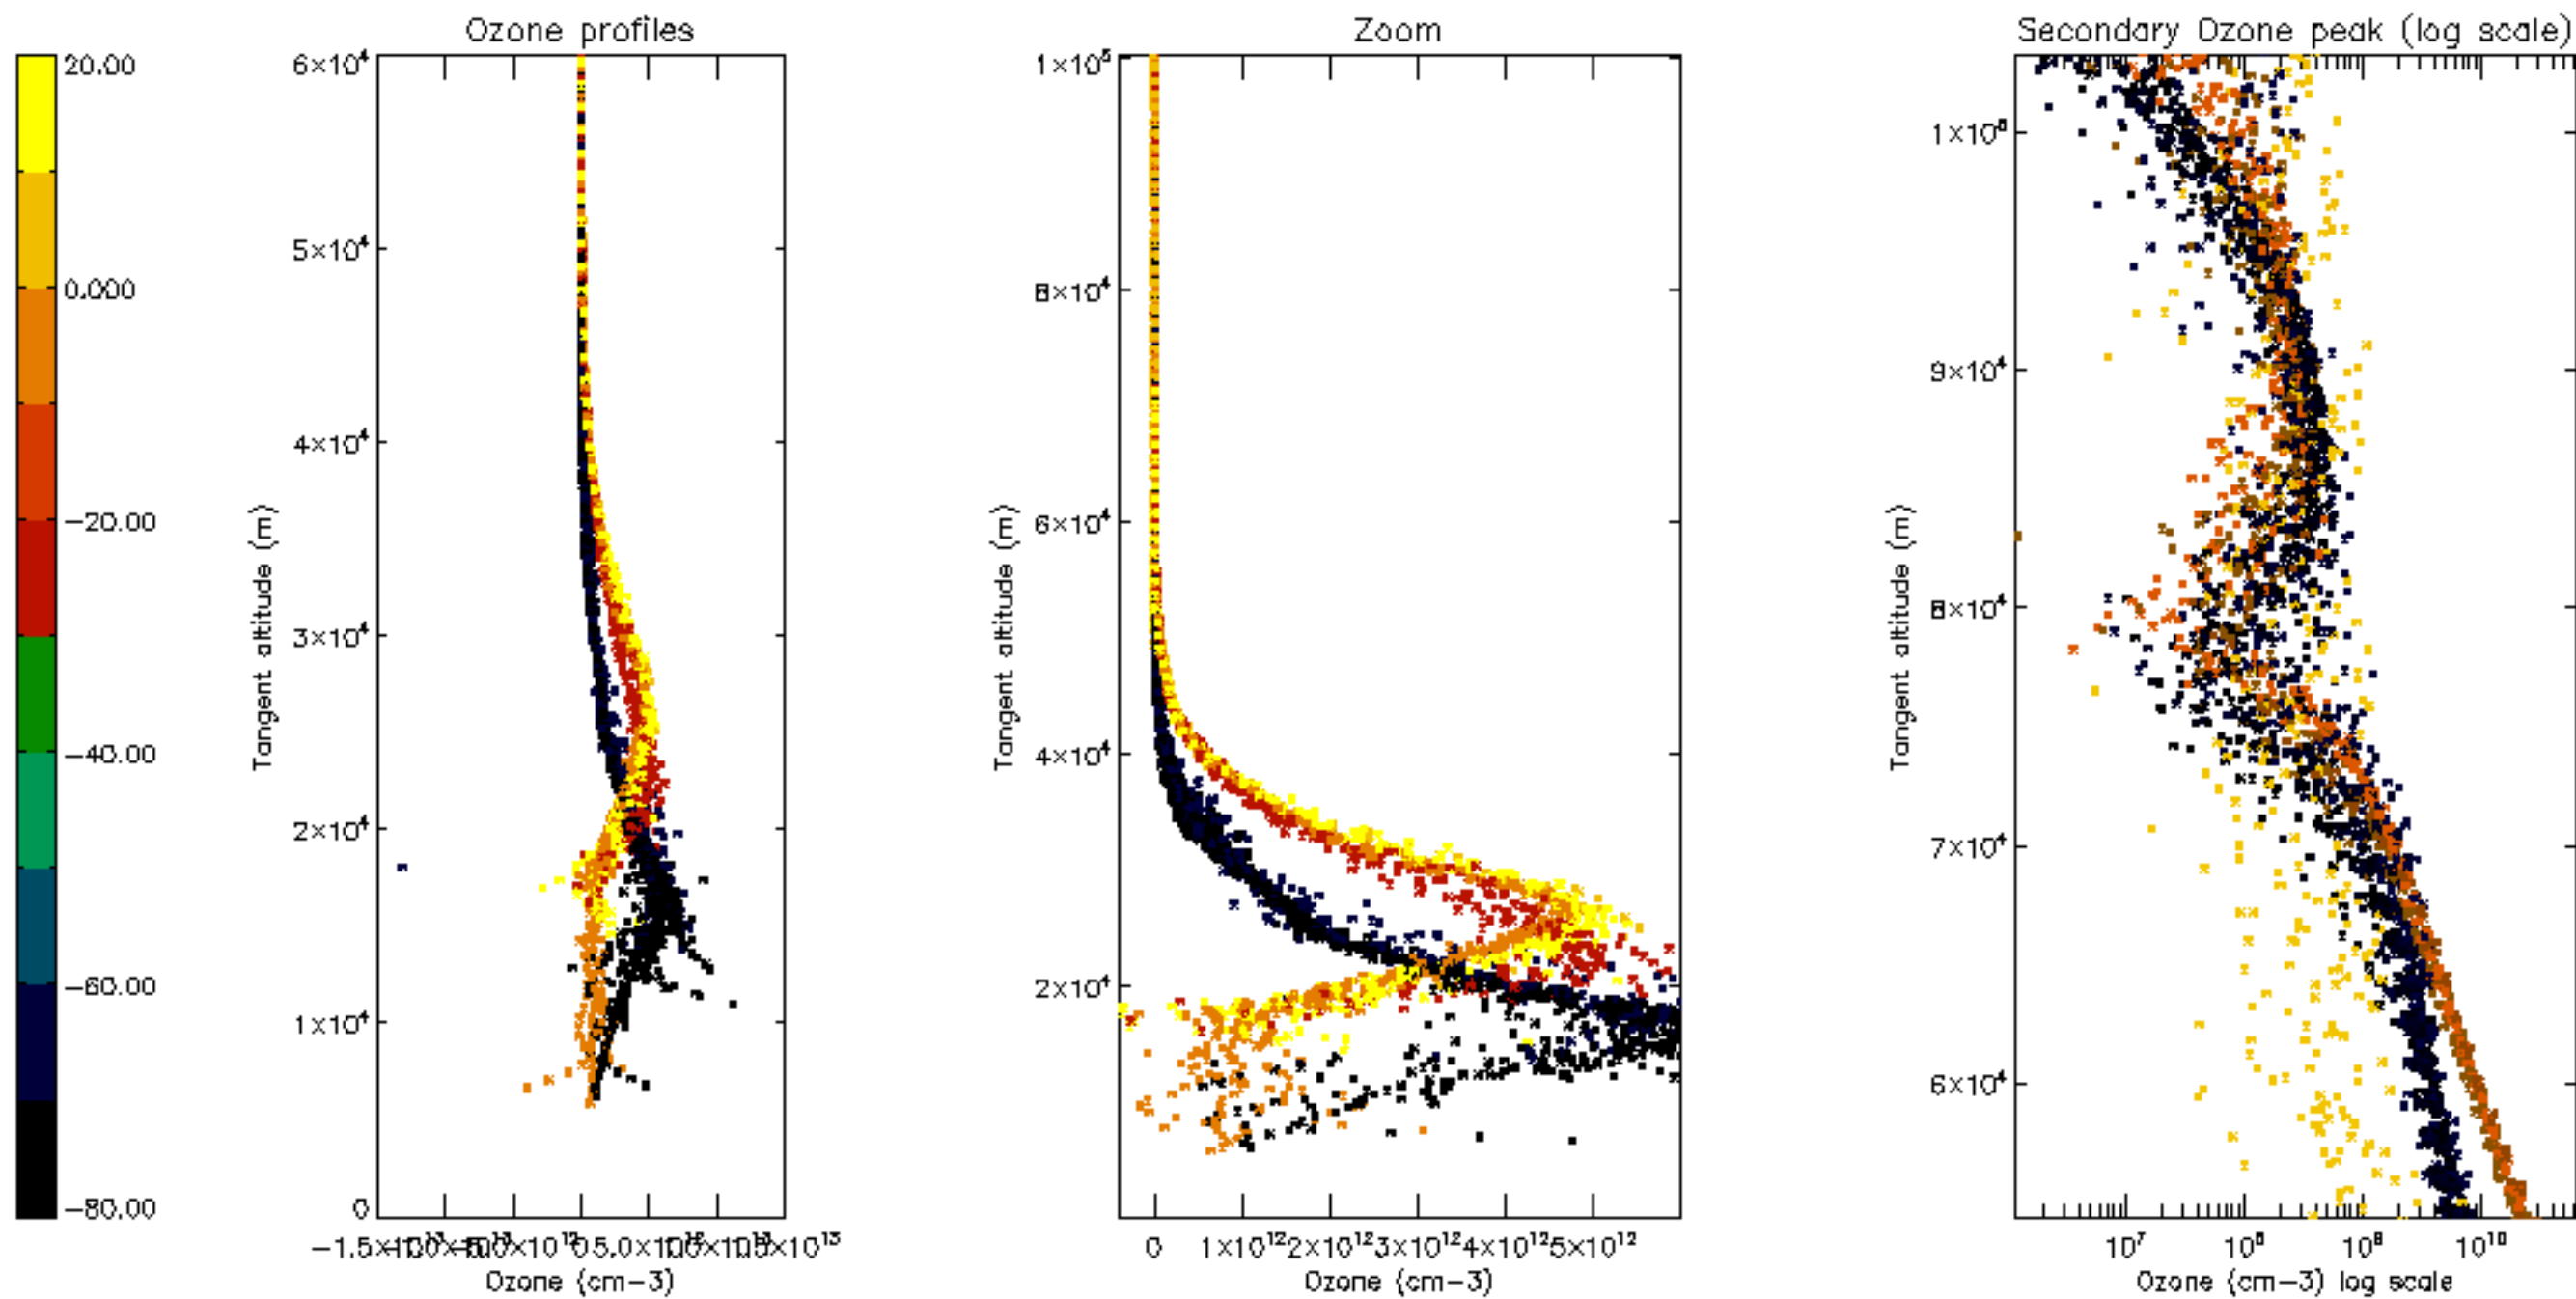 Ozone profiles
Zoom
Secondary Ozone peak (log scale)
20.00
0.000
−20.00
−40.00
−60.00
−80.00
6×10⁴
5×10⁴
4×10⁴
3×10⁴
2×10⁴
1×10⁴
0
Tangent altitude (m)
Ozone (cm−3)
1×10⁵
8×10⁴
6×10⁴
4×10⁴
2×10⁴
Tangent altitude (m)
0 1×10¹² 2×10¹² 3×10¹² 4×10¹² 5×10¹²
Ozone (cm−3)
1×10⁵
9×10⁴
8×10⁴
7×10⁴
6×10⁴
Tangent altitude (m)
10⁷ 10⁸ 10⁹ 10¹⁰
Ozone (cm−3) log scale